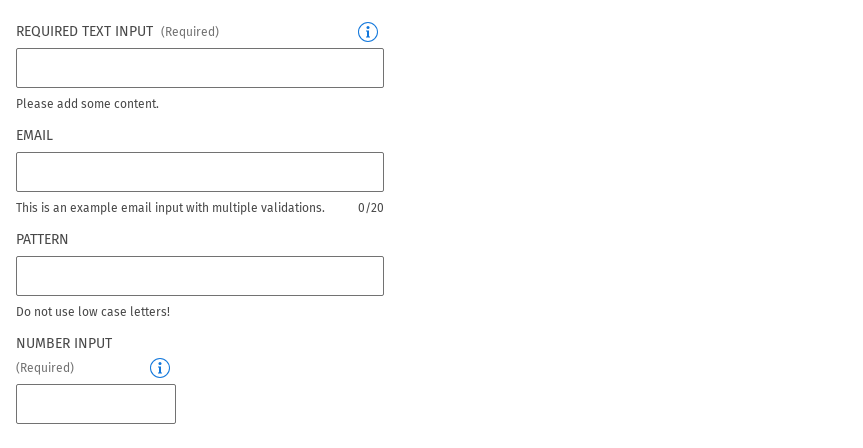 REQUIRED TEXT INPUT (Required)
Please add some content.
EMAIL
This is an example email input with multiple validations. 0/20
PATTERN
Do not use low case letters!
NUMBER INPUT
(Required)